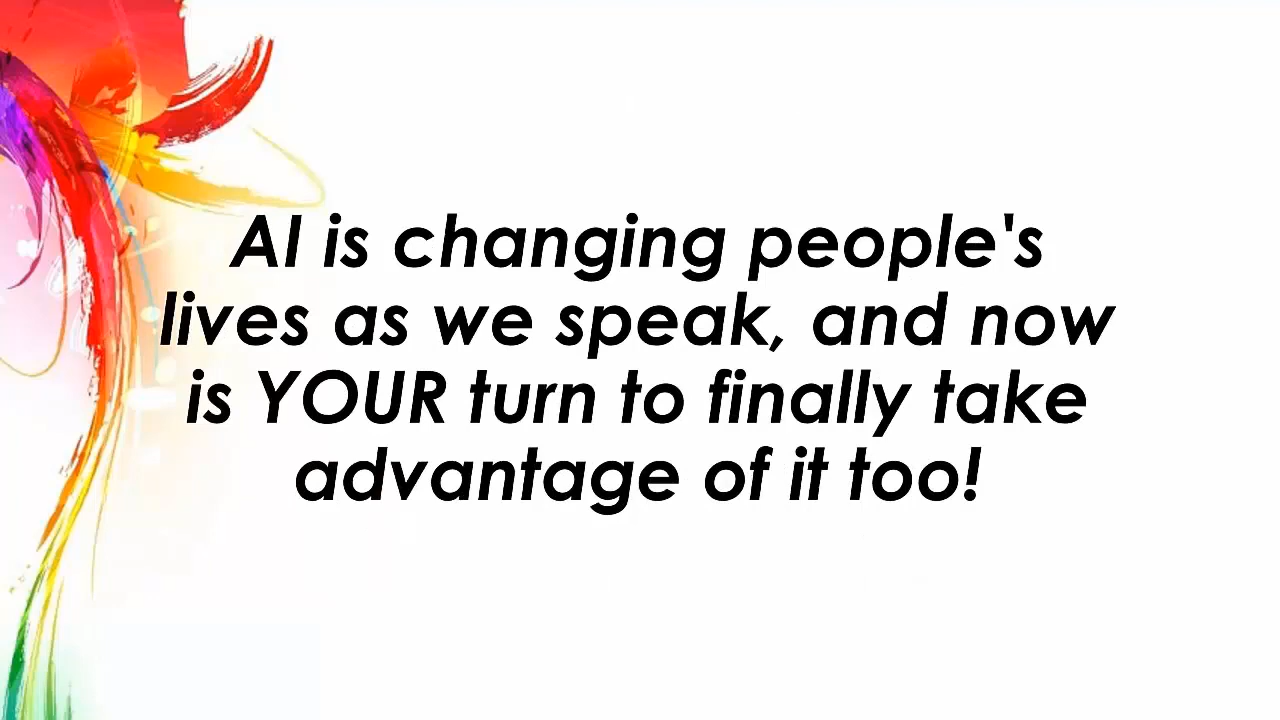 AI is changing people's
lives as we speak, and now
is YOUR turn to finally take
advantage of it too!